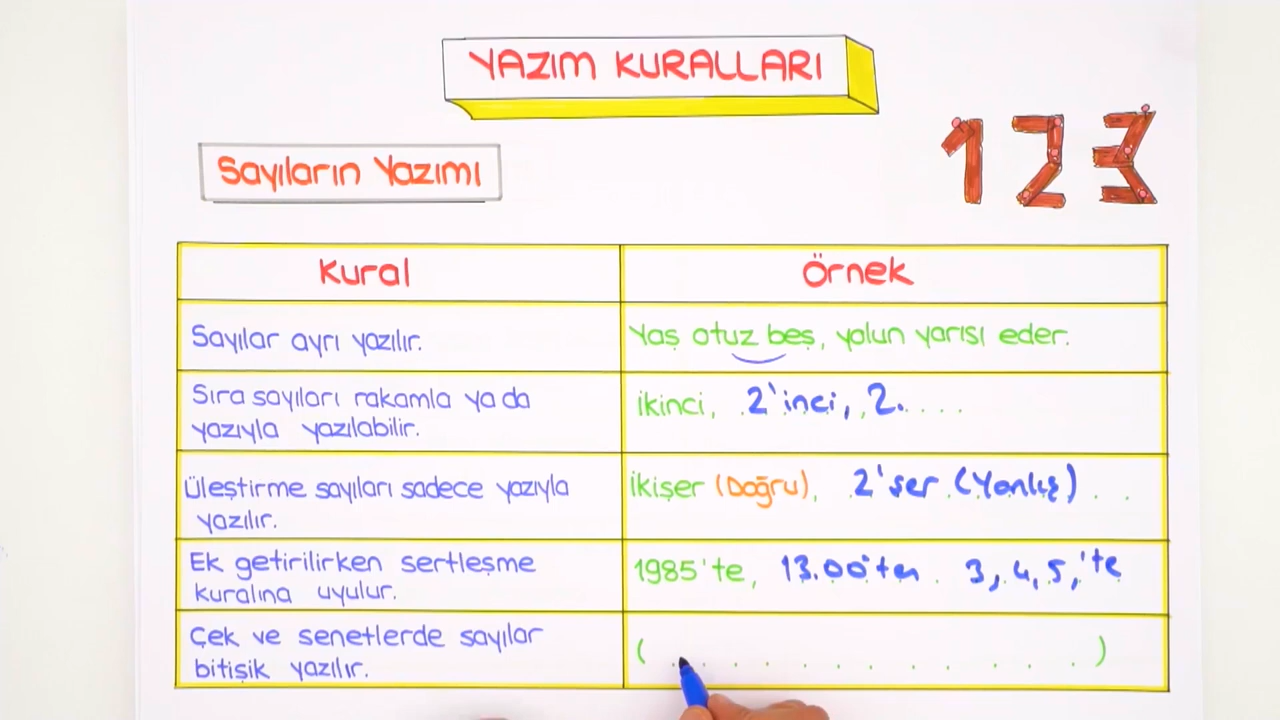 YAZIM KURALLARI
123
Sayıların Yazımı
Kural
Örnek
Sayılar ayrı yazılır.
Yaş otuz beş, yolun yarısı eder.
Sıra sayıları rakamla ya da
yazıyla yazılabilir.
İkinci, 2'inci, 2. . . .
Üleştirme sayıları sadece yazıyla
yazılır.
İkişer (Doğru), 2'şer (Yanlış) . .
Ek getirilirken sertleşme
kuralına uyulur.
1985'te, 13.00'ten 3, 4, 5,'te
Çek ve senetlerde sayılar
bitişik yazılır.
( . . . . . . . . . . . . . )